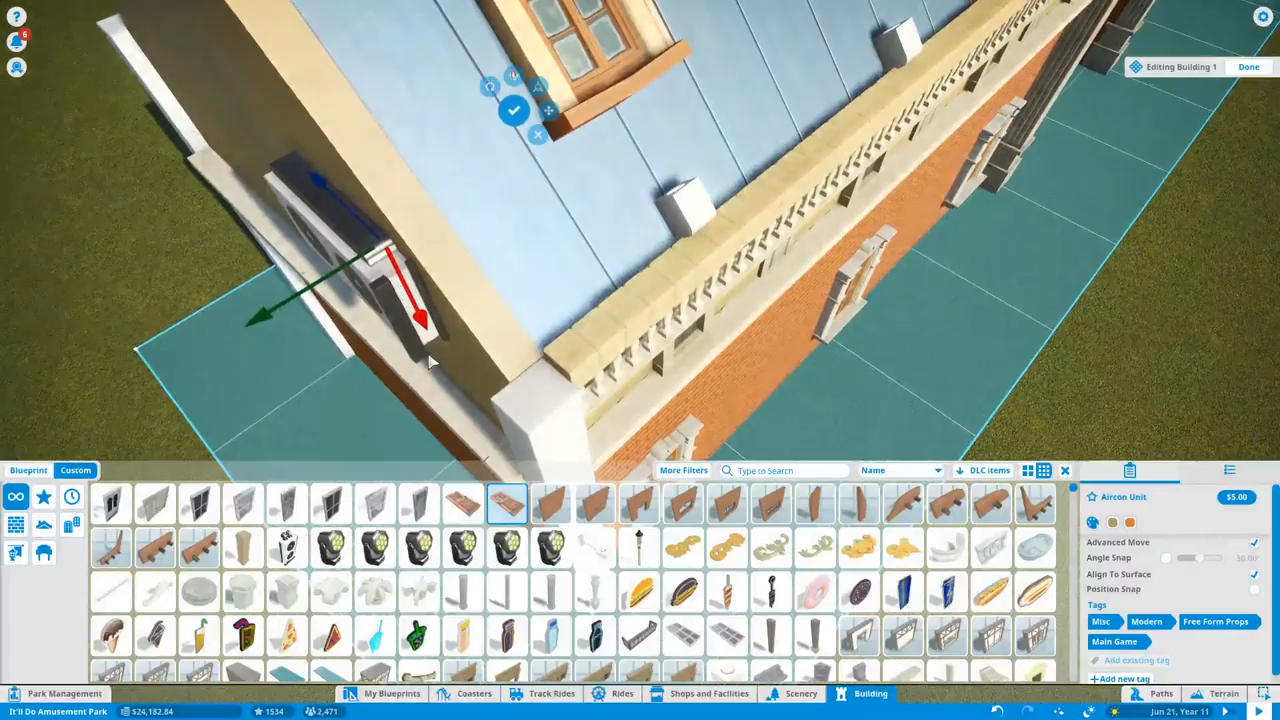 ?
6
Editing Building 1 Done
Blueprint Custom
More Filters Type to Search Name DLC items
Aircon Unit $5.00
Advanced Move
Angle Snap 30.00°
Align To Surface
Position Snap
Tags
Misc Modern Free Form Props
Main Game
Add existing tag
Add new tag
Park Management My Blueprints Coasters Track Rides Rides Shops and Facilities Scenery Building Paths Terrain
It'll Do Amusement Park $24,182.84 1534 2,471 Jun 21, Year 11